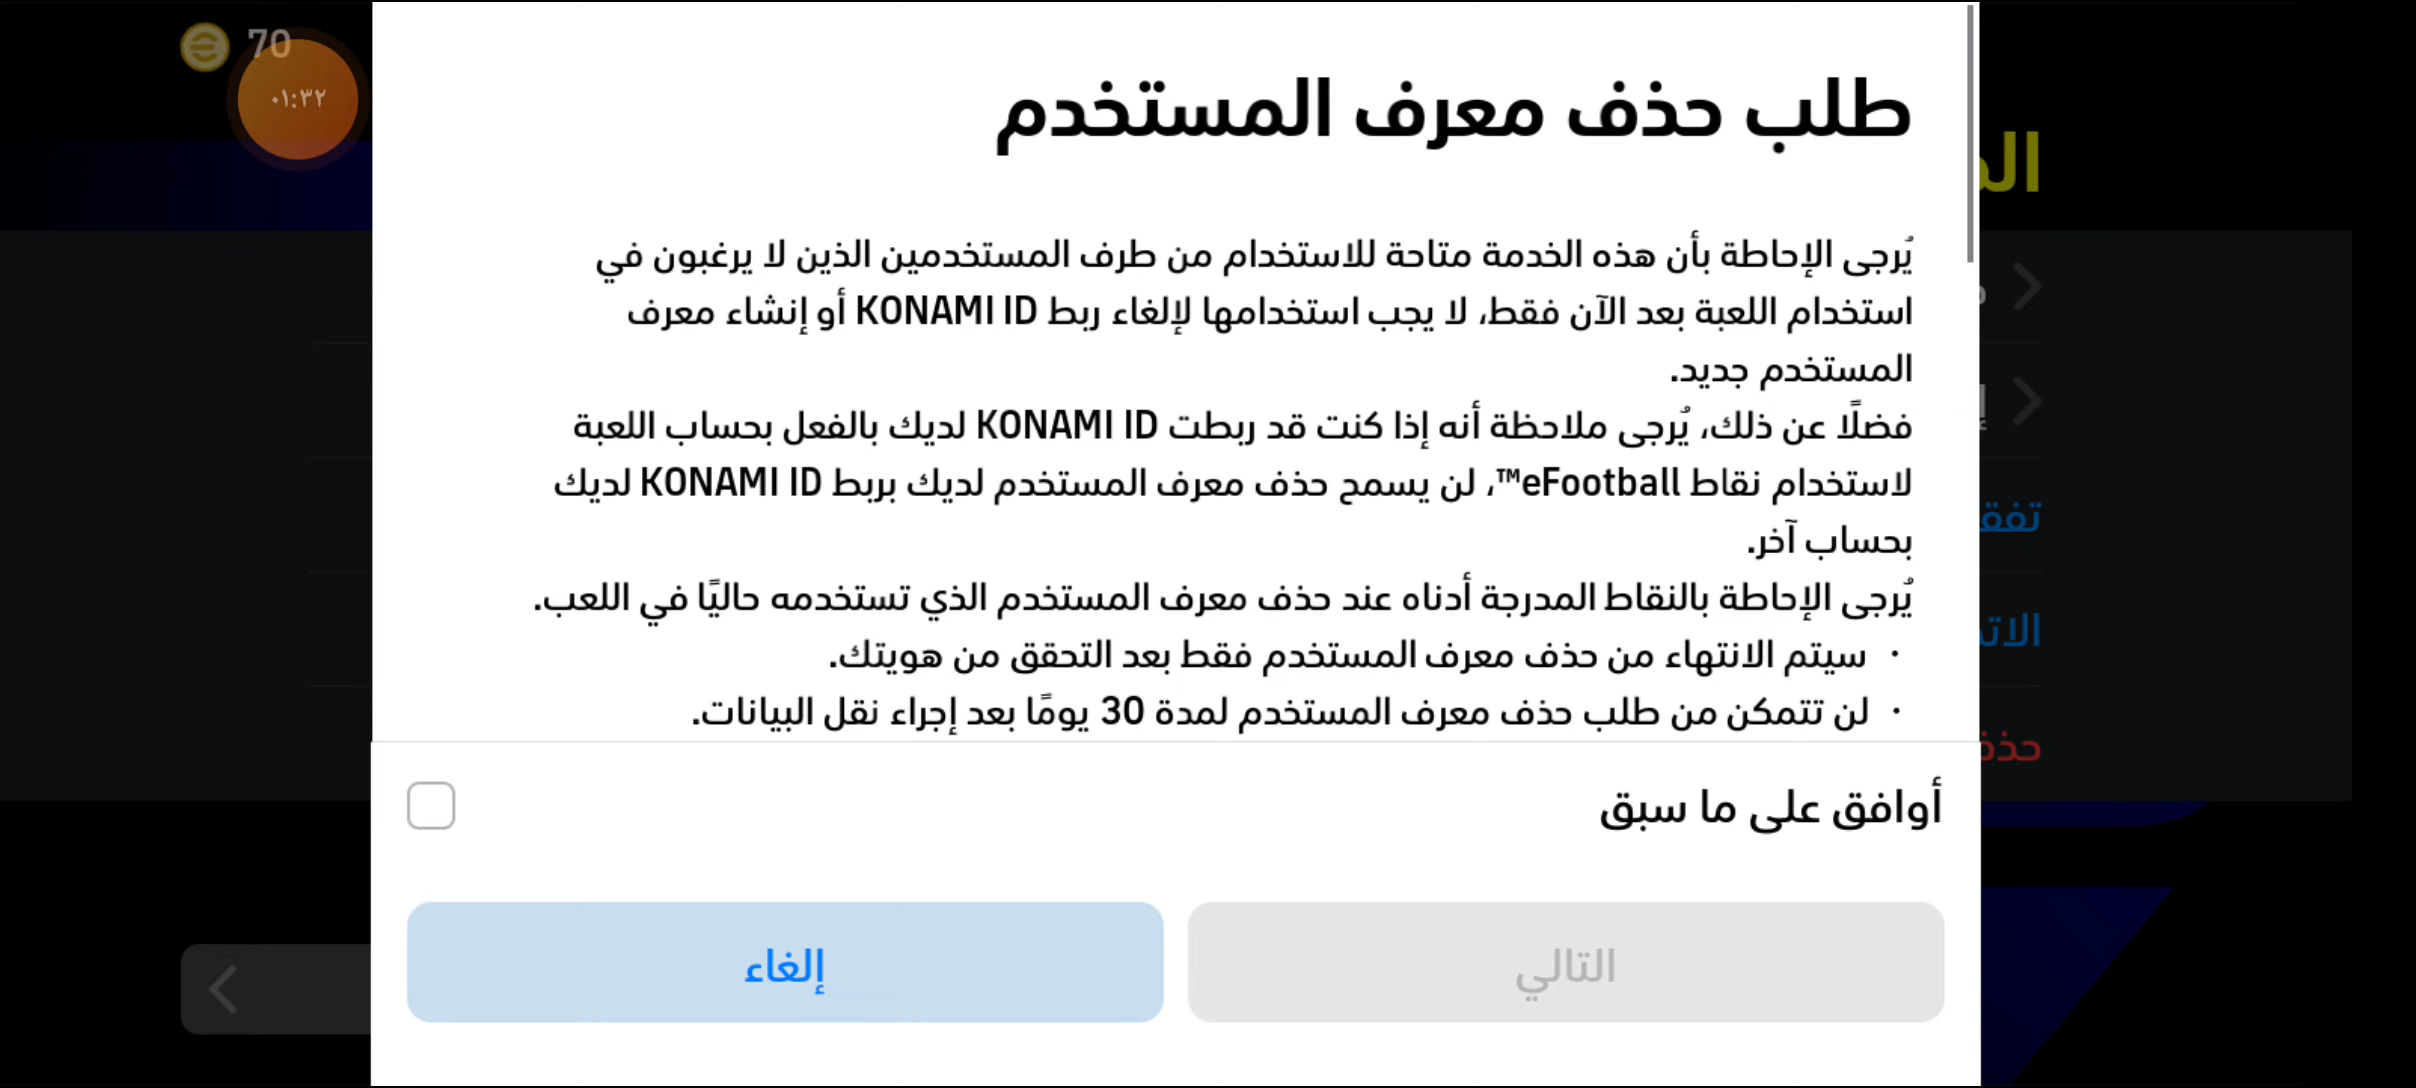 70
٠١:٣٢
طلب حذف معرف المستخدم
يُرجى الإحاطة بأن هذه الخدمة متاحة للاستخدام من طرف المستخدمين الذين لا يرغبون في
استخدام اللعبة بعد الآن فقط، لا يجب استخدامها لإلغاء ربط KONAMI ID أو إنشاء معرف
المستخدم جديد.
فضلًا عن ذلك، يُرجى ملاحظة أنه إذا كنت قد ربطت KONAMI ID لديك بالفعل بحساب اللعبة
لاستخدام نقاط eFootball™، لن يسمح حذف معرف المستخدم لديك بربط KONAMI ID لديك
بحساب آخر.
يُرجى الإحاطة بالنقاط المدرجة أدناه عند حذف معرف المستخدم الذي تستخدمه حاليًا في اللعب.
· سيتم الانتهاء من حذف معرف المستخدم فقط بعد التحقق من هويتك.
· لن تتمكن من طلب حذف معرف المستخدم لمدة 30 يومًا بعد إجراء نقل البيانات.
أوافق على ما سبق
التالي
إلغاء